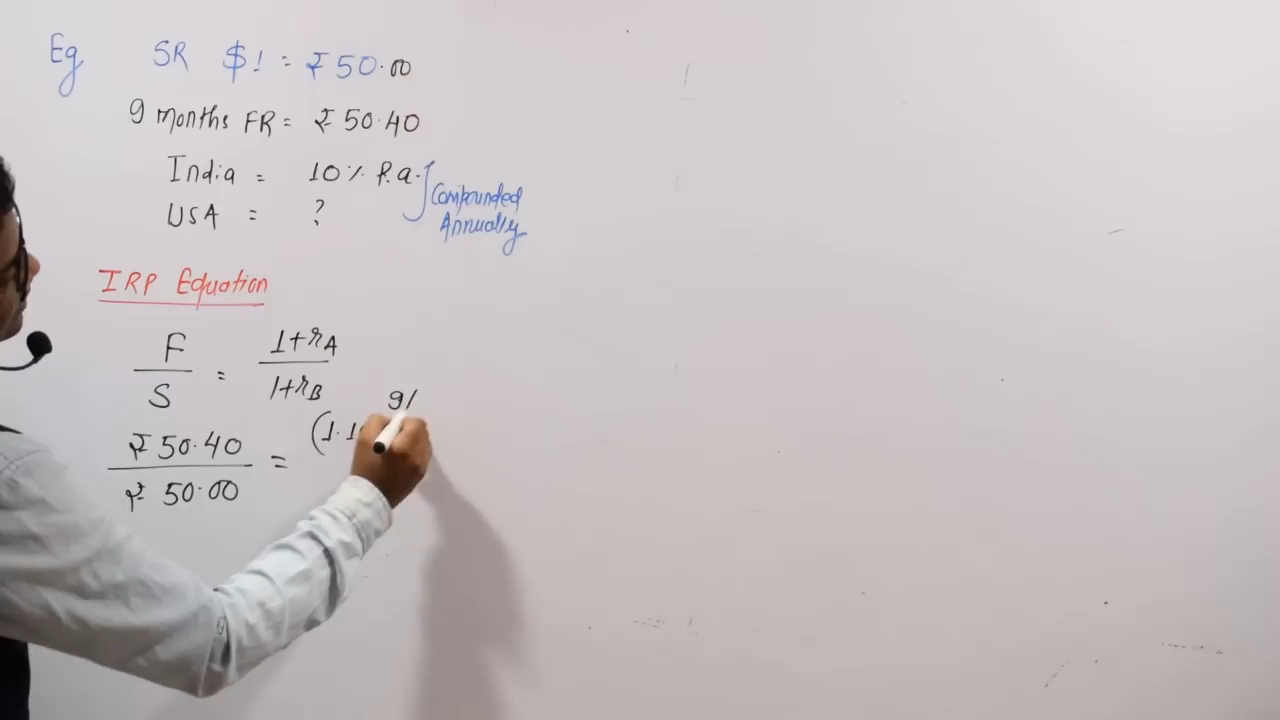 Eg SR $1 = ₹ 50.00
9 months FR = ₹ 50.40
India = 10% P.a.
USA = ?
Compounded
Annually
IRP Equation
F
S
=
1+rA
1+rB
₹ 50.40
₹ 50.00
=
(1.1
9/